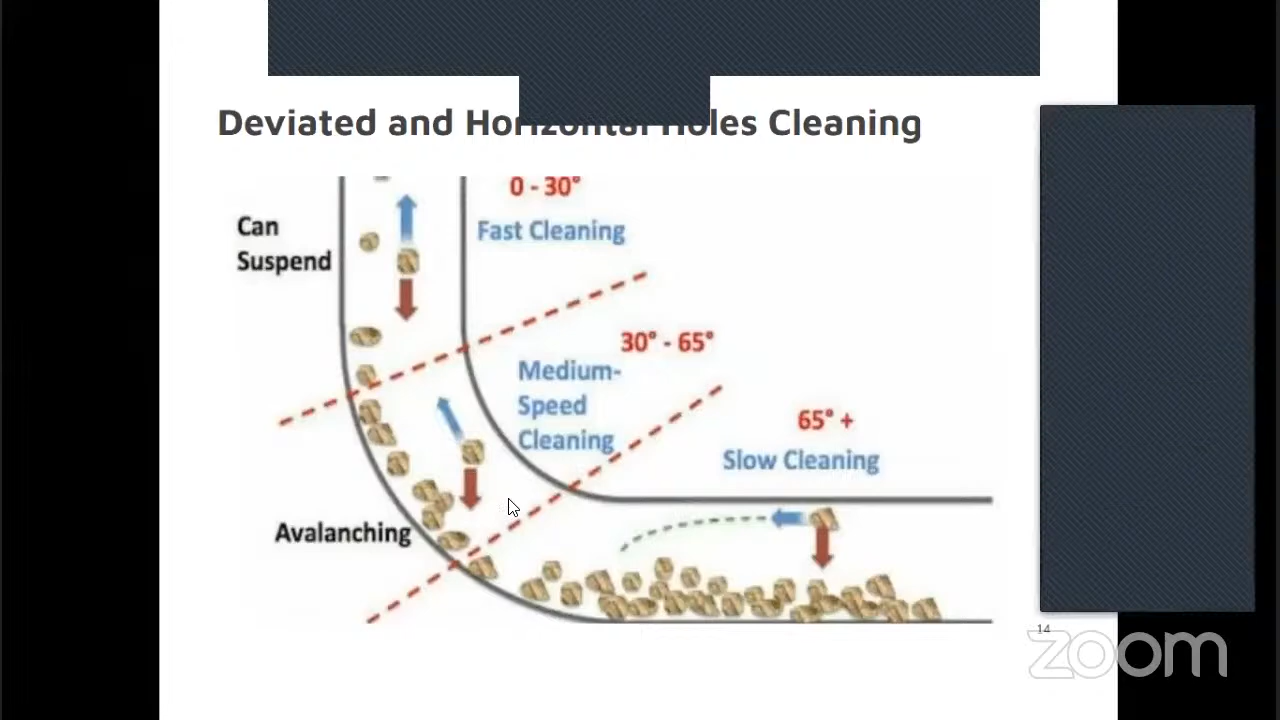 Deviated and Horizontal Holes Cleaning
0 - 30°
Can
Suspend
Fast Cleaning
30° - 65°
Medium-
Speed
Cleaning
65° +
Slow Cleaning
Avalanching
14
zoom